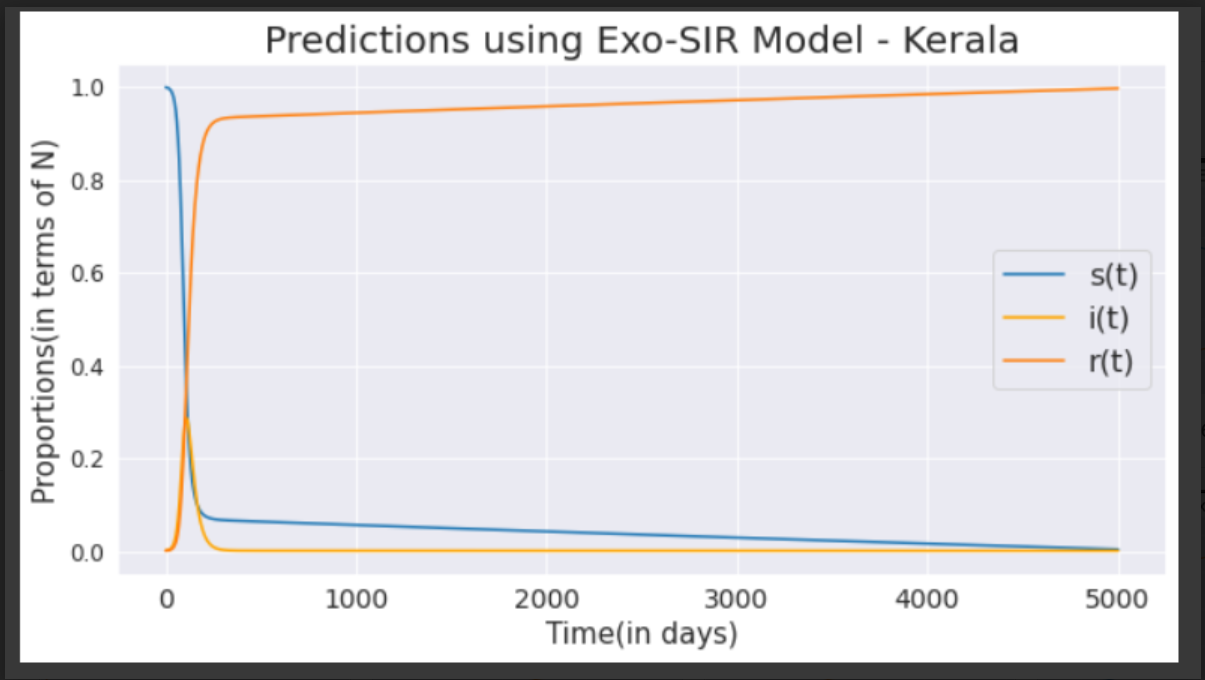 Predictions using Exo-SIR Model - Kerala
Proportions(in terms of N)
1.0
0.8
0.6
0.4
0.2
0.0
s(t)
i(t)
r(t)
0 1000 2000 3000 4000 5000
Time(in days)